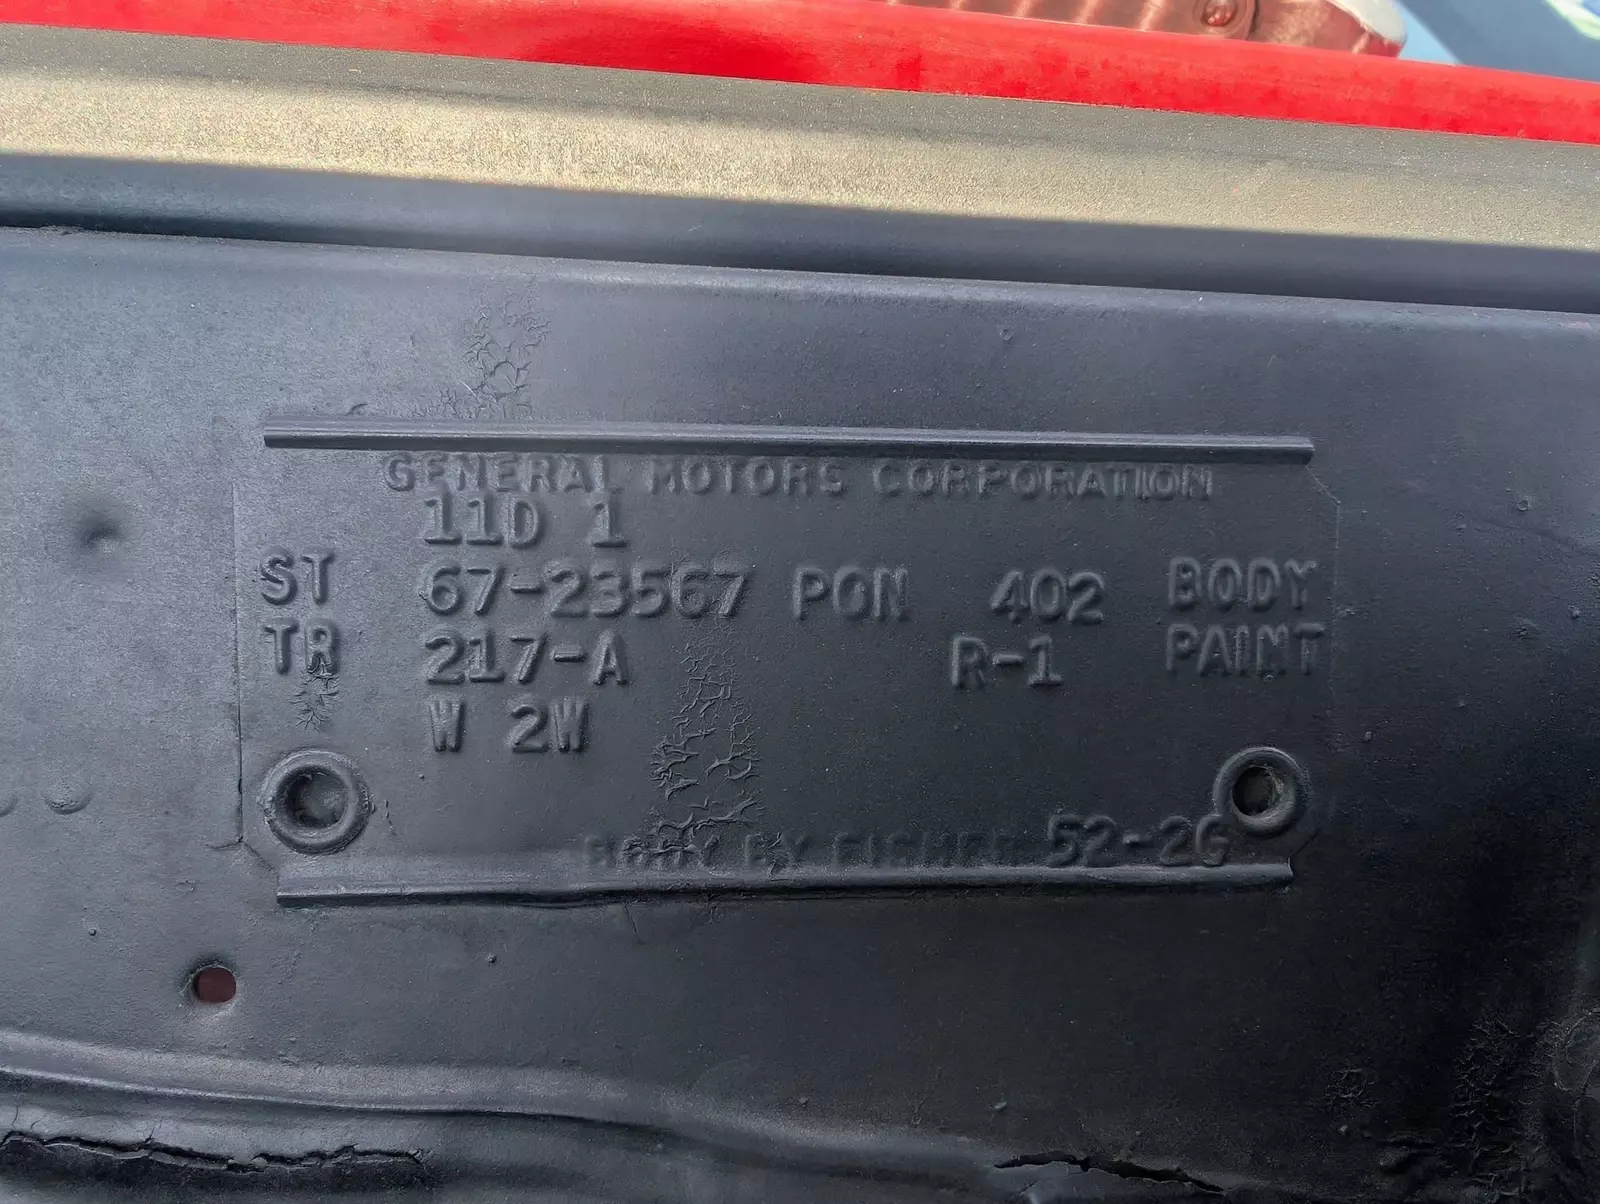 GENERAL MOTORS CORPORATION
11D 1
ST 67-23567 PON 402 BODY
TR 217-A R-1 PAINT
W 2W
BODY BY FISHER 52-2G